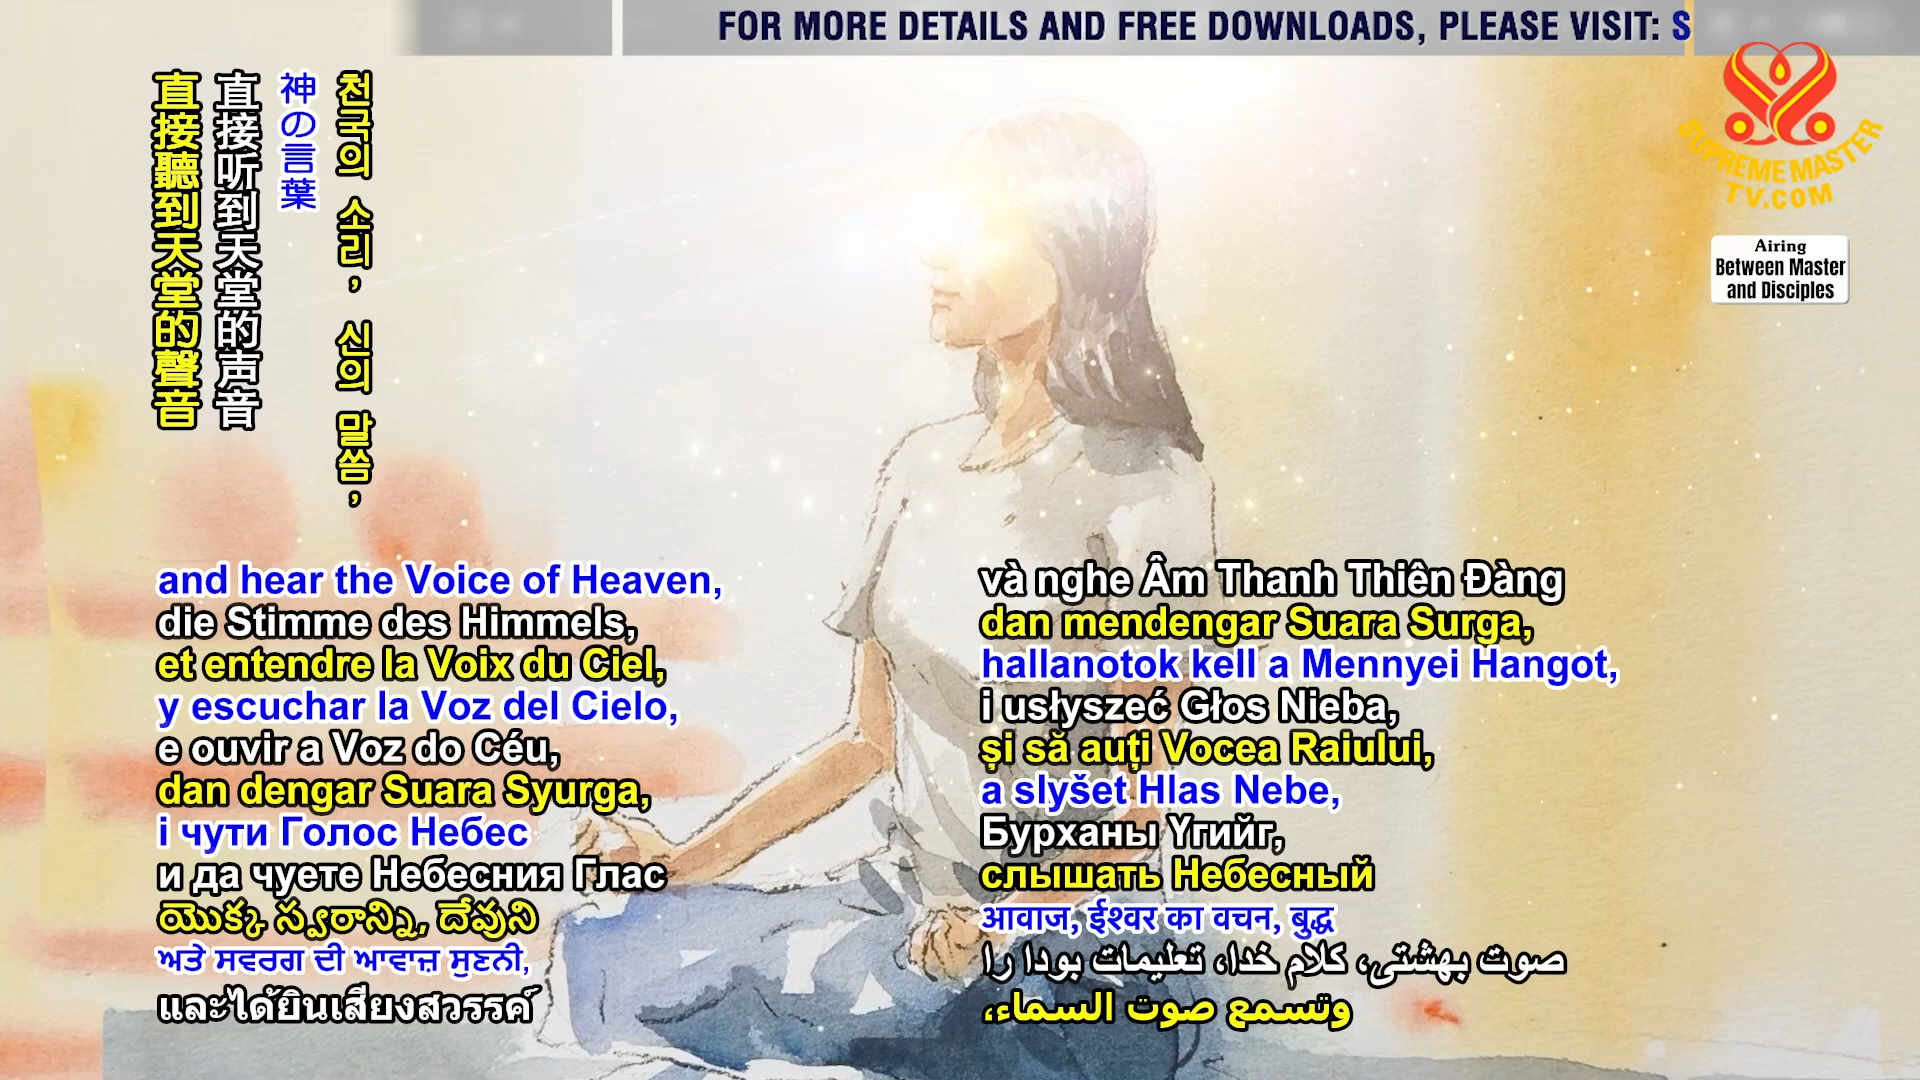 FOR MORE DETAILS AND FREE DOWNLOADS, PLEASE VISIT: S
SUPREME MASTER
TV.COM
Airing
Between Master
and Disciples
直接聽到天堂的聲音
直接听到天堂的声音
神の言葉
천국의 소리, 신의 말씀,
and hear the Voice of Heaven,
die Stimme des Himmels,
et entendre la Voix du Ciel,
y escuchar la Voz del Cielo,
e ouvir a Voz do Céu,
dan dengar Suara Syurga,
і чути Голос Небес
и да чуете Небесния Глас
యొక్క స్వరాన్ని, దేవుని
ਅਤੇ ਸਵਰਗ ਦੀ ਆਵਾਜ਼ ਸੁਣਨੀ,
และได้ยินเสียงสวรรค์
và nghe Âm Thanh Thiên Đàng
dan mendengar Suara Surga,
hallanotok kell a Mennyei Hangot,
i usłyszeć Głos Nieba,
și să auți Vocea Raiului,
a slyšet Hlas Nebe,
Бурханы Үгийг,
слышать Небесный
आवाज, ईश्वर का वचन, बुद्ध
صوت بهشتی، کلام خدا، تعلیمات بودا را
وتسمع صوت السماء،